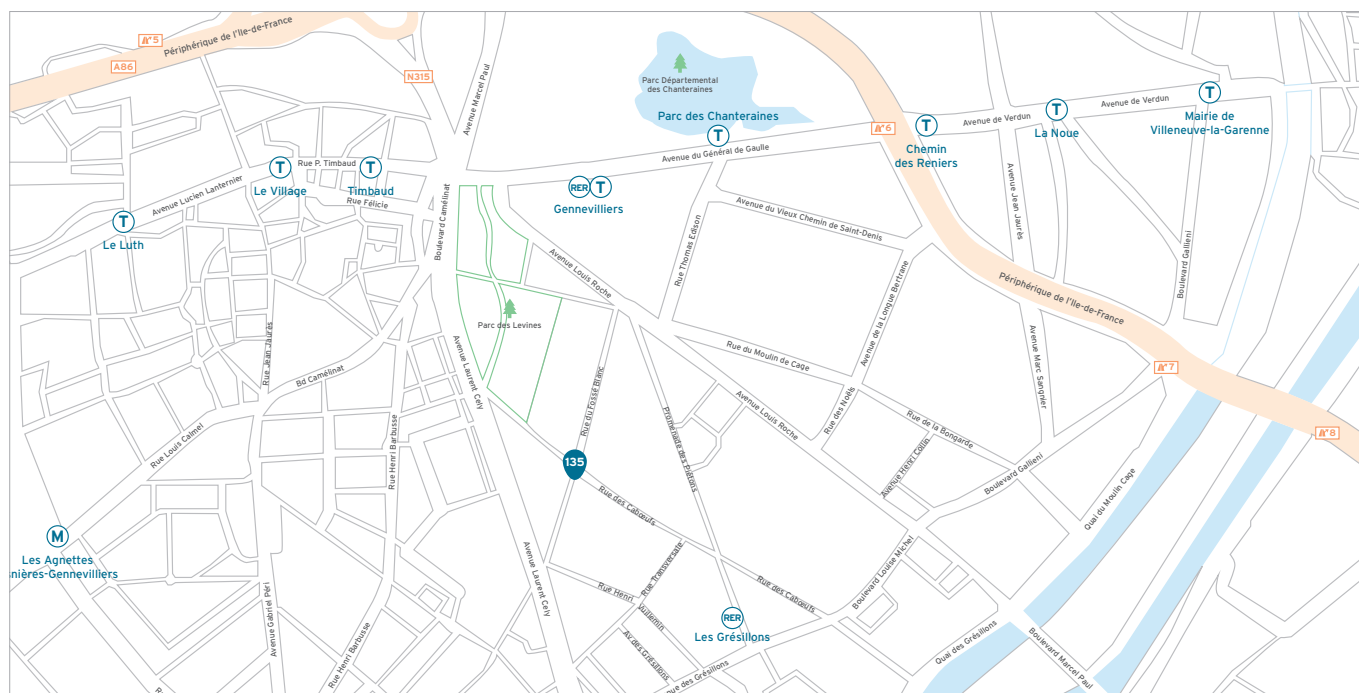 A°5
Périphérique de l'Ile-de-France
A86
N315
Avenue Marcel Paul
Parc Départemental
des Chanteraines
Parc des Chanteraines
T
Avenue du Général de Gaulle
A°6
T
Chemin
des Reniers
Avenue de Verdun
T
La Noue
Avenue de Verdun
T
Mairie de
Villeneuve-la-Garenne
Rue P. Timbaud
T
Le Village
T
Timbaud
Rue Félicie
Avenue Lucien Lanternier
T
Le Luth
Boulevard Camélinat
RER T
Gennevilliers
Avenue du Vieux Chemin de Saint-Denis
Avenue Jean Jaurès
Rue Thomas Edison
Avenue Louis Roche
Boulevard Gallieni
Périphérique de l'Ile-de-France
Parc des Levines
Avenue de la Longue Bertrane
Rue Jean Jaurès
Bd Camélinat
Avenue Laurent Cely
Rue du Moulin de Cage
Avenue Marc Sangnier
A°7
Rue du Fossé Blanc
Promenade des Piétons
Avenue Louis Roche
Rue des Noëls
Rue de la Bongarde
A°8
Rue Louis Calmel
Rue Henri Barbusse
135
Avenue Henri Collin
Boulevard Gallieni
Rue des Cabœufs
Quai du Moulin Cage
M
Les Agnettes
snières-Gennevilliers
Avenue Laurent Cely
Rue Transversale
Rue Henri Vuillemin
Rue des Cabœufs
Boulevard Louise Michel
Avenue Gabriel Péri
Rue Henri Barbusse
RER
Les Grésillons
Av des Grésillons
nue des Grésillons
Quai des Grésillons
Boulevard Marcel Paul